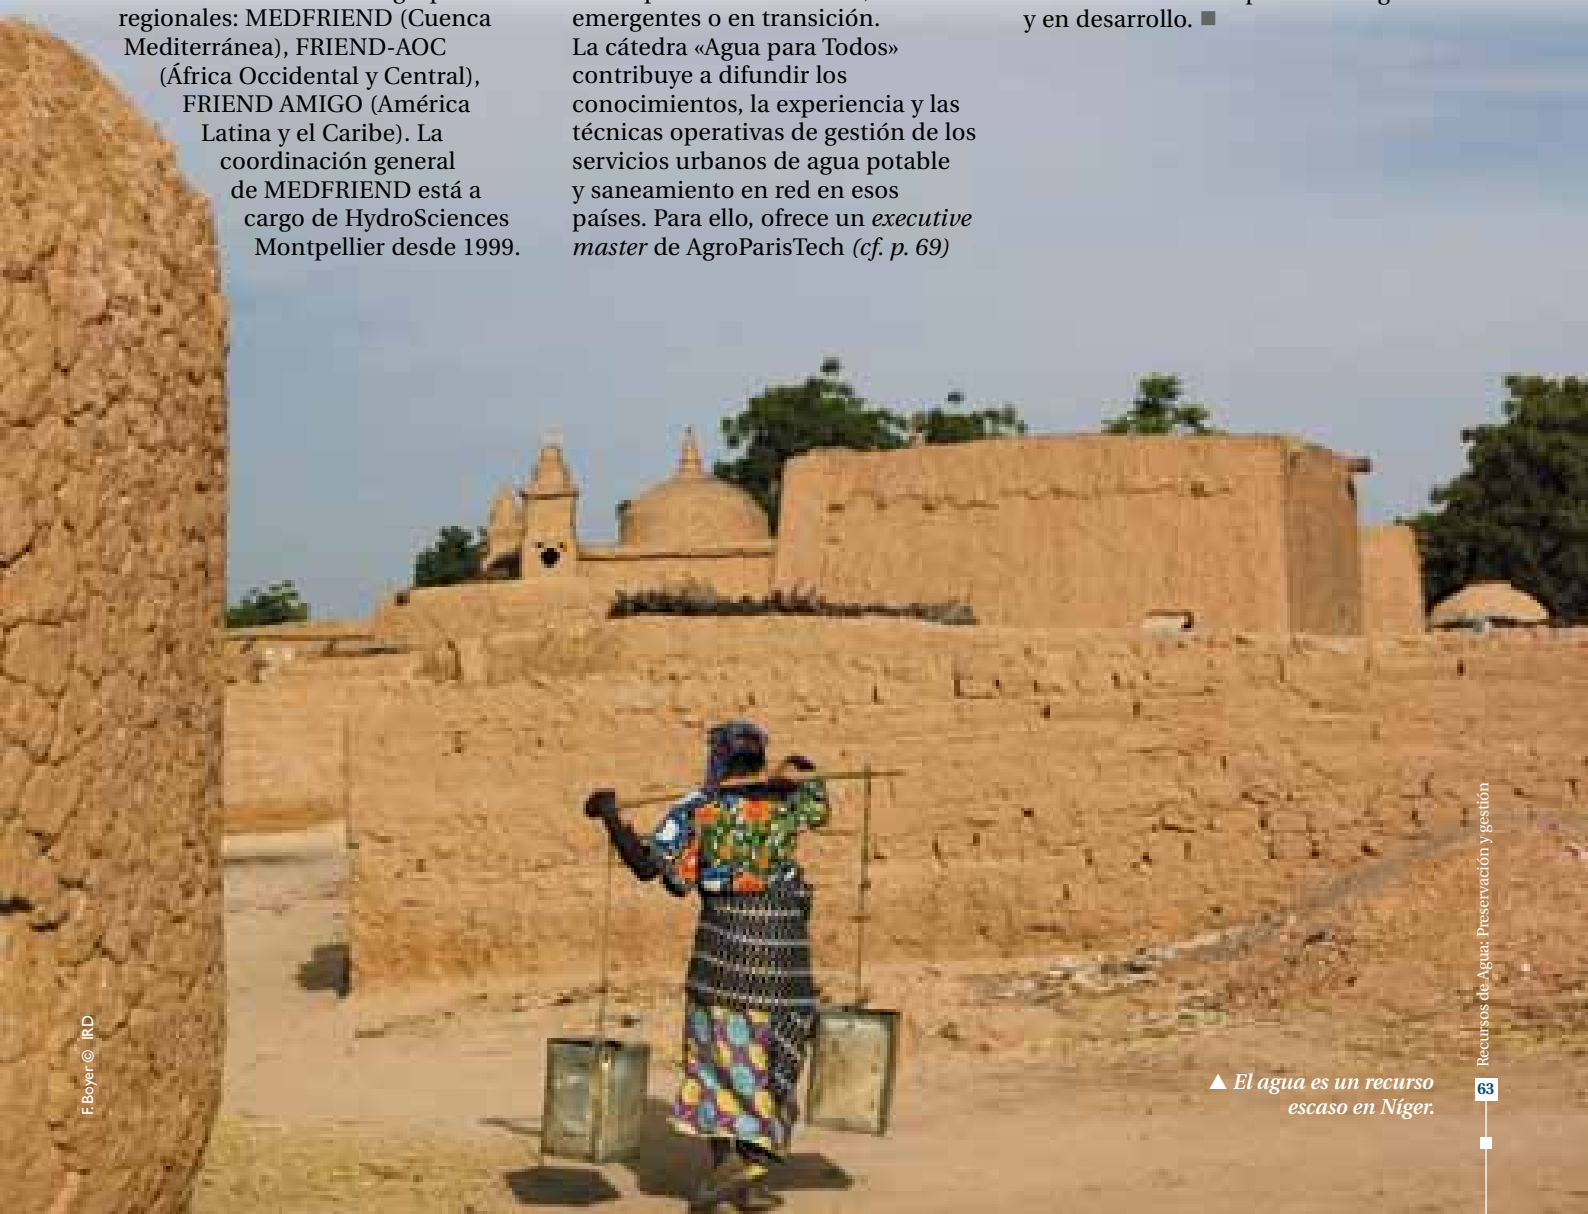 regionales: MEDFRIEND (Cuenca
Mediterránea), FRIEND-AOC
(África Occidental y Central),
FRIEND AMIGO (América
Latina y el Caribe). La
coordinación general
de MEDFRIEND está a
cargo de HydroSciences
Montpellier desde 1999.
emergentes o en transición.
La cátedra «Agua para Todos»
contribuye a difundir los
conocimientos, la experiencia y las
técnicas operativas de gestión de los
servicios urbanos de agua potable
y saneamiento en red en esos
países. Para ello, ofrece un executive
master de AgroParisTech (cf. p. 69)
y en desarrollo. ■
▲ El agua es un recurso
escaso en Níger.
Recursos de Agua: Preservación y gestión
63
F. Boyer © IRD